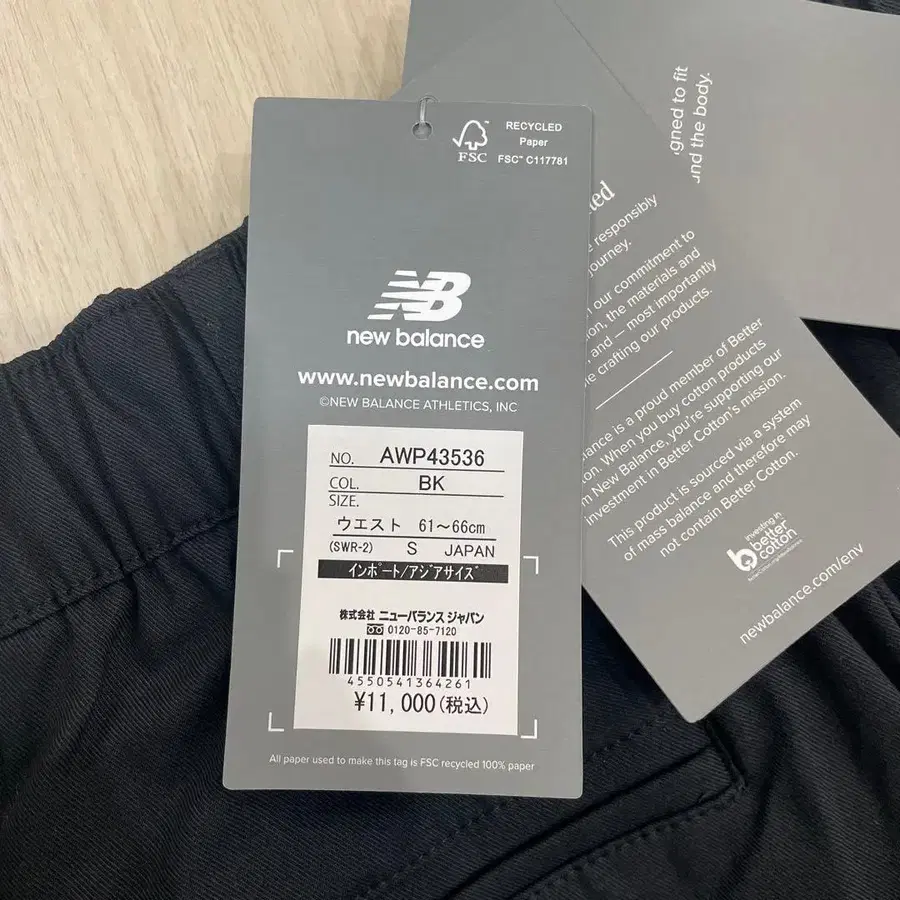 FSC™
RECYCLED
Paper
FSC™ C117781
NB
new balance
www.newbalance.com
©NEW BALANCE ATHLETICS, INC
NO. AWP43536
COL. BK
SIZE.
ウエスト 61～66cm
(SWR-2) S JAPAN
インポート/アジアサイズ
株式会社 ニューバランス ジャパン
0120-85-7120
4550541364261
¥11,000(税込)
All paper used to make this tag is FSC recycled 100% paper
responsibly
journey.
our commitment to
the materials and
and — most importantly
crafting our products.
is a proud member of Better
When you buy cotton products
New Balance, you're supporting our
investment in Better Cotton's mission.
This product is sourced via a system
of mass balance and therefore may
not contain Better Cotton.
investing in
better
cotton
newbalance.com/env
to fit
the body.